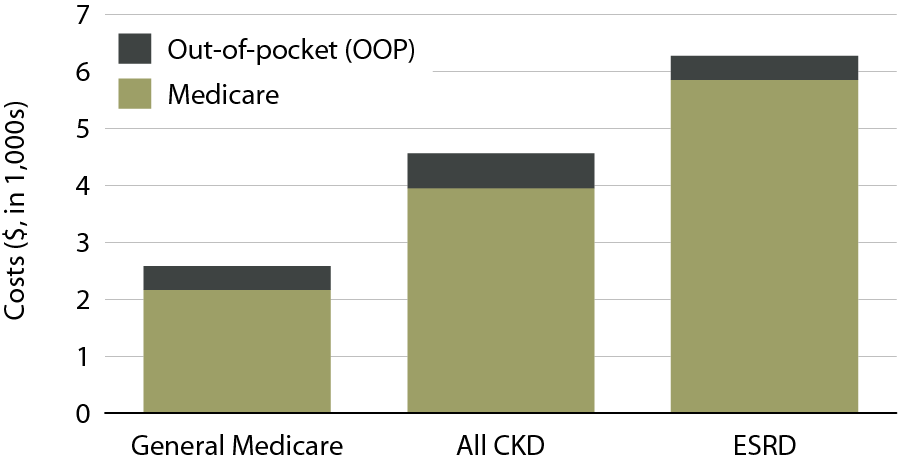 7
6
5
4
3
2
1
0
Costs ($, in 1,000s)
Out-of-pocket (OOP)
Medicare
General Medicare
All CKD
ESRD